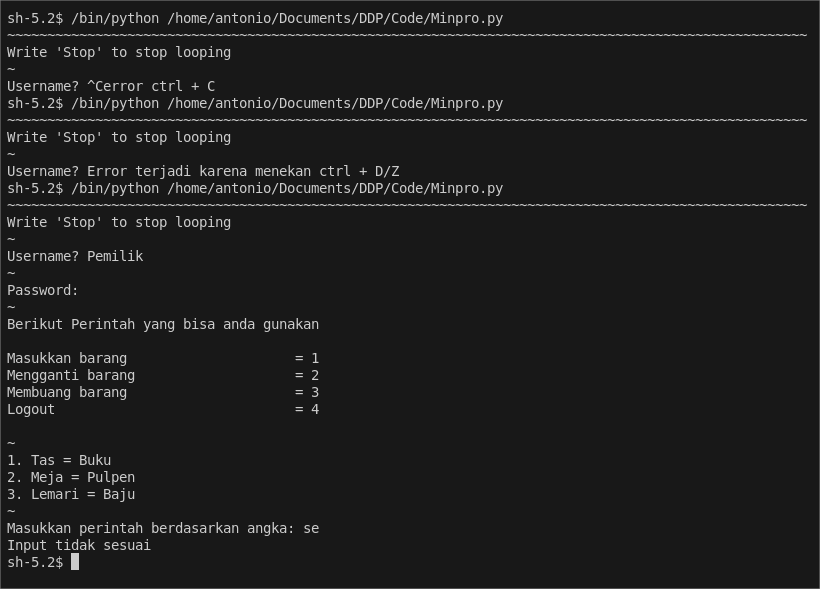 sh-5.2$ /bin/python /home/antonio/Documents/DDP/Code/Minpro.py
~~~~~~~~~~~~~~~~~~~~~~~~~~~~~~~~~~~~~~~~~~~~~~~~~~~~~~~~~~~~~~~~~~~~~~~~~~~~~~~~~~~~~~~~~~~~~~~~~~~~
Write 'Stop' to stop looping
~
Username? ^Cerror ctrl + C
sh-5.2$ /bin/python /home/antonio/Documents/DDP/Code/Minpro.py
~~~~~~~~~~~~~~~~~~~~~~~~~~~~~~~~~~~~~~~~~~~~~~~~~~~~~~~~~~~~~~~~~~~~~~~~~~~~~~~~~~~~~~~~~~~~~~~~~~~~
Write 'Stop' to stop looping
~
Username? Error terjadi karena menekan ctrl + D/Z
sh-5.2$ /bin/python /home/antonio/Documents/DDP/Code/Minpro.py
~~~~~~~~~~~~~~~~~~~~~~~~~~~~~~~~~~~~~~~~~~~~~~~~~~~~~~~~~~~~~~~~~~~~~~~~~~~~~~~~~~~~~~~~~~~~~~~~~~~~
Write 'Stop' to stop looping
~
Username? Pemilik
~
Password:
~
Berikut Perintah yang bisa anda gunakan

Masukkan barang                     = 1
Mengganti barang                    = 2
Membuang barang                     = 3
Logout                              = 4

~
1. Tas = Buku
2. Meja = Pulpen
3. Lemari = Baju
~
Masukkan perintah berdasarkan angka: se
Input tidak sesuai
sh-5.2$